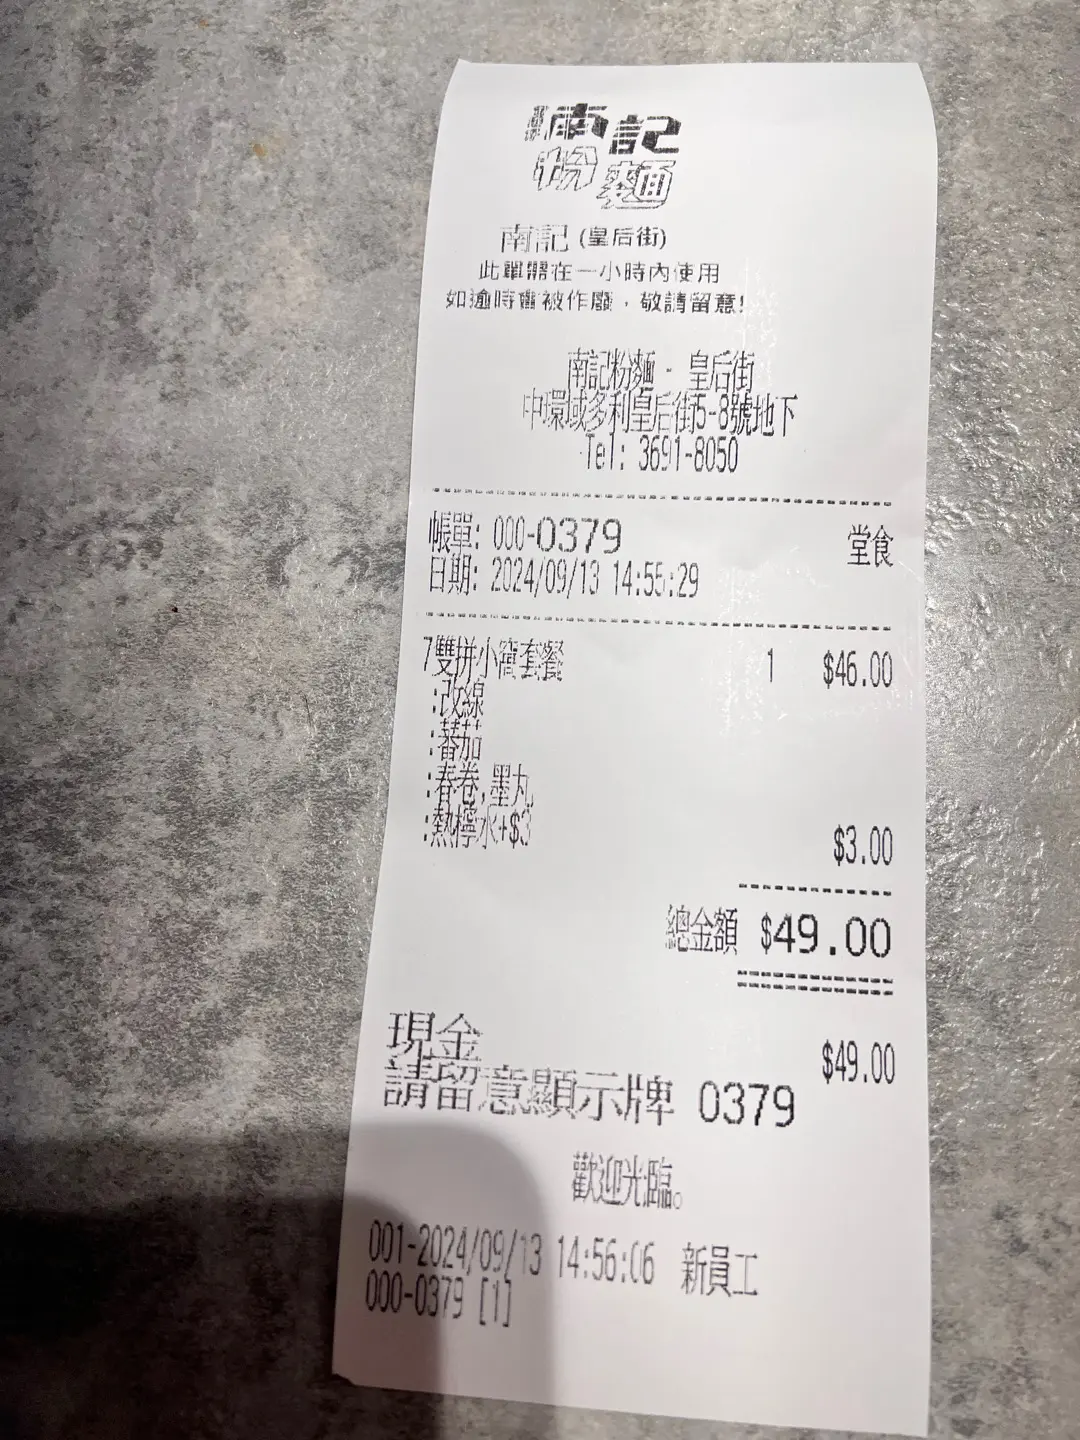 南記
粉麵
南記 (皇后街)
此單需在一小時內使用
如逾時會被作廢，敬請留意!
南記粉麵 - 皇后街
中環域多利皇后街5-8號地下
Tel: 3691-8050
帳單: 000-0379 堂食
日期: 2024/09/13 14:55:29
7雙拼小窩套餐 1 $46.00
:改線
:蕃茄
:春卷,墨丸
:熱檸水+$3 $3.00
總金額 $49.00
現金 $49.00
請留意顯示牌 0379
歡迎光臨。
001-2024/09/13 14:56:06 新員工
000-0379 [1]